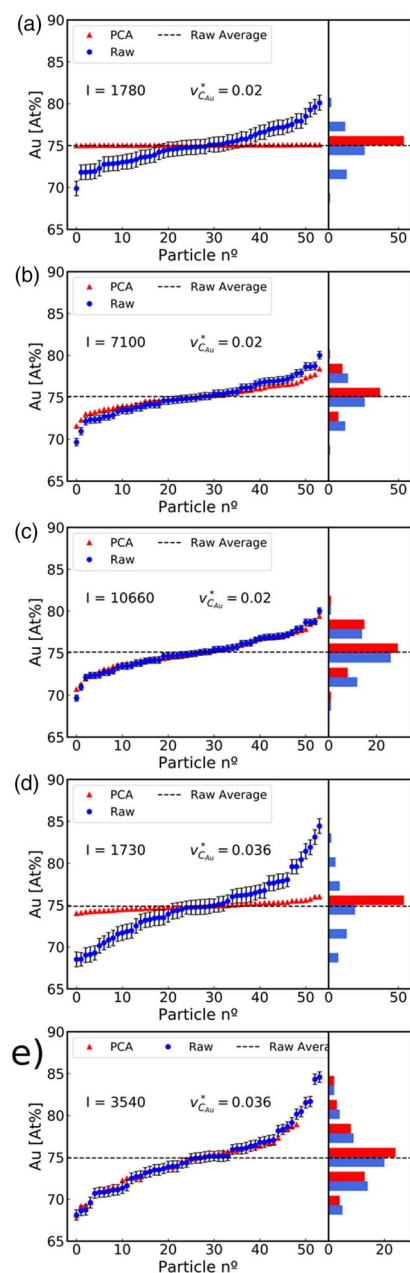 (a)
PCA Raw Average
Raw
I = 1780 v*CAu = 0.02
Au [At%]
90
85
80
75
70
65
0 10 20 30 40 50 0 50
Particle nº
(b)
PCA Raw Average
Raw
I = 7100 v*CAu = 0.02
Au [At%]
90
85
80
75
70
65
0 10 20 30 40 50 0 50
Particle nº
(c)
PCA Raw Average
Raw
I = 10660 v*CAu = 0.02
Au [At%]
90
85
80
75
70
65
0 10 20 30 40 50 0 20
Particle nº
(d)
PCA Raw Average
Raw
I = 1730 v*CAu = 0.036
Au [At%]
90
85
80
75
70
65
0 10 20 30 40 50 0 50
Particle nº
e)
PCA Raw Raw Avera
I = 3540 v*CAu = 0.036
Au [At%]
90
85
80
75
70
65
0 10 20 30 40 50 0 20
Particle nº